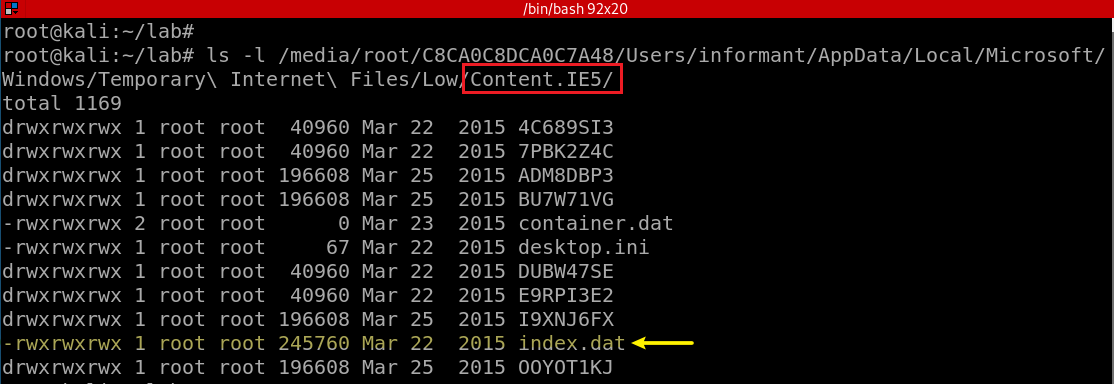 /bin/bash 92x20
root@kali:~/lab#
root@kali:~/lab# ls -l /media/root/C8CA0C8DCA0C7A48/Users/informant/AppData/Local/Microsoft/
Windows/Temporary\ Internet\ Files/Low/Content.IE5/
total 1169
drwxrwxrwx 1 root root  40960 Mar 22  2015 4C689SI3
drwxrwxrwx 1 root root  40960 Mar 22  2015 7PBK2Z4C
drwxrwxrwx 1 root root 196608 Mar 25  2015 ADM8DBP3
drwxrwxrwx 1 root root 196608 Mar 25  2015 BU7W71VG
-rwxrwxrwx 2 root root      0 Mar 23  2015 container.dat
-rwxrwxrwx 1 root root     67 Mar 22  2015 desktop.ini
drwxrwxrwx 1 root root  40960 Mar 22  2015 DUBW47SE
drwxrwxrwx 1 root root  40960 Mar 22  2015 E9RPI3E2
drwxrwxrwx 1 root root 196608 Mar 25  2015 I9XNJ6FX
-rwxrwxrwx 1 root root 245760 Mar 22  2015 index.dat
drwxrwxrwx 1 root root 196608 Mar 25  2015 OOYOT1KJ